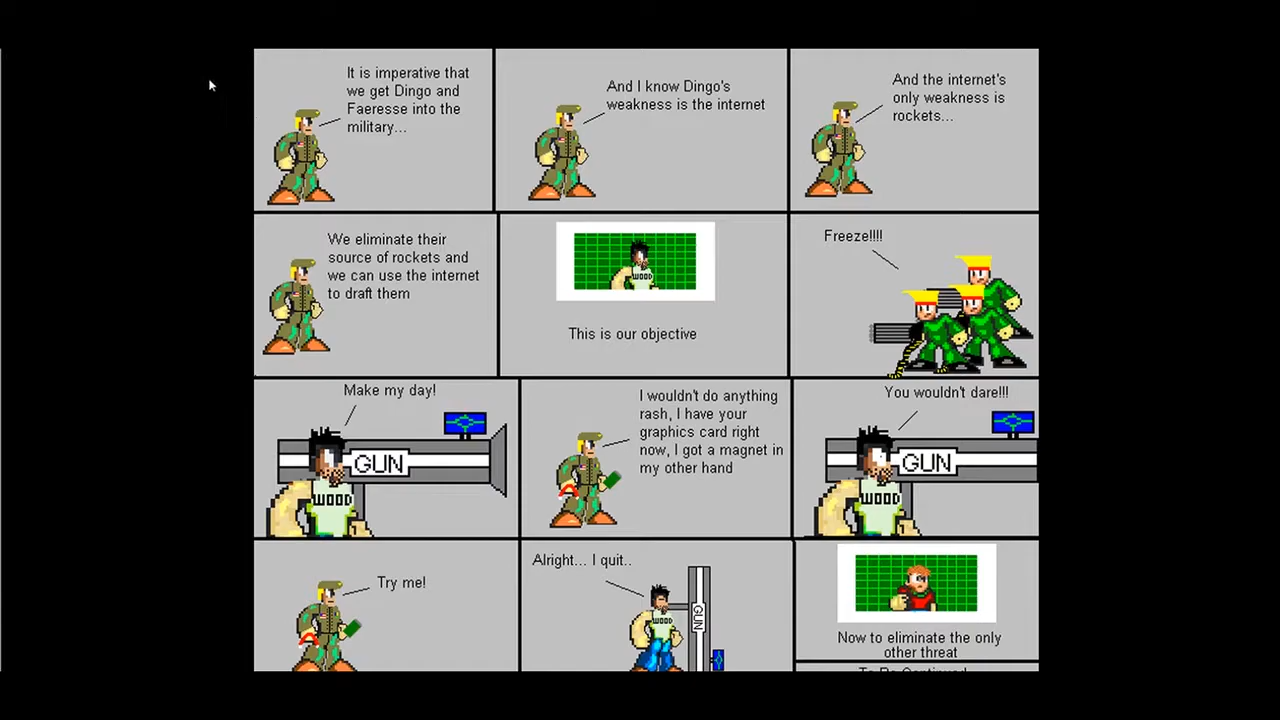 It is imperative that
we get Dingo and
Faeresse into the
military...
And I know Dingo's
weakness is the internet
And the internet's
only weakness is
rockets...
We eliminate their
source of rockets and
we can use the internet
to draft them
WOOD
This is our objective
Freeze!!!!
Make my day!
GUN
WOOD
I wouldn't do anything
rash, I have your
graphics card right
now, I got a magnet in
my other hand
You wouldn't dare!!!
GUN
WOOD
Try me!
Alright... I quit..
WOOD
GUN
Now to eliminate the only
other threat
To Be Continued